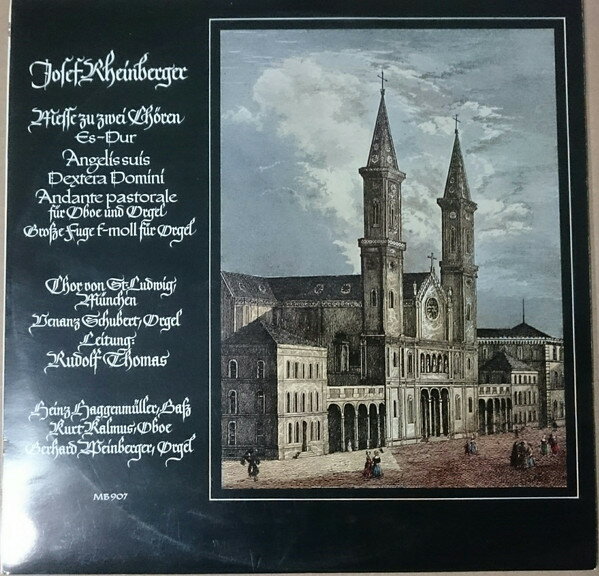 Josef Rheinberger
Messe zu zwei Chören
Es-Dur
Angelis suis
Dextera Domini
Andante pastorale
für Oboe und Orgel
Große Fuge f-moll für Orgel
Chor von St. Ludwig,
München
Venanz Schubert, Orgel
Leitung:
Rudolf Thomas
Heinz Haggenmüller, Baß
Kurt Kalmus, Oboe
Gerhard Weinberger, Orgel
MB 907